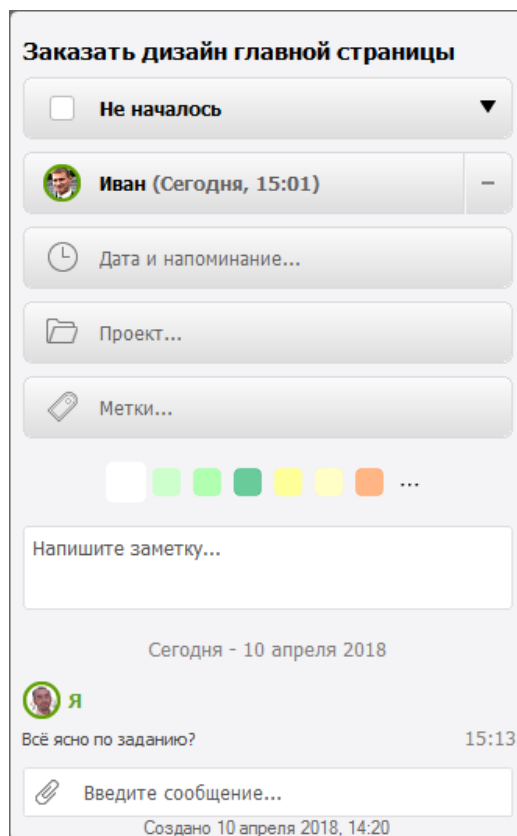 Заказать дизайн главной страницы
Не началось
Иван (Сегодня, 15:01)
Дата и напоминание...
Проект...
Метки...
...
Напишите заметку...
Сегодня - 10 апреля 2018
Я
Всё ясно по заданию? 15:13
Введите сообщение...
Создано 10 апреля 2018, 14:20